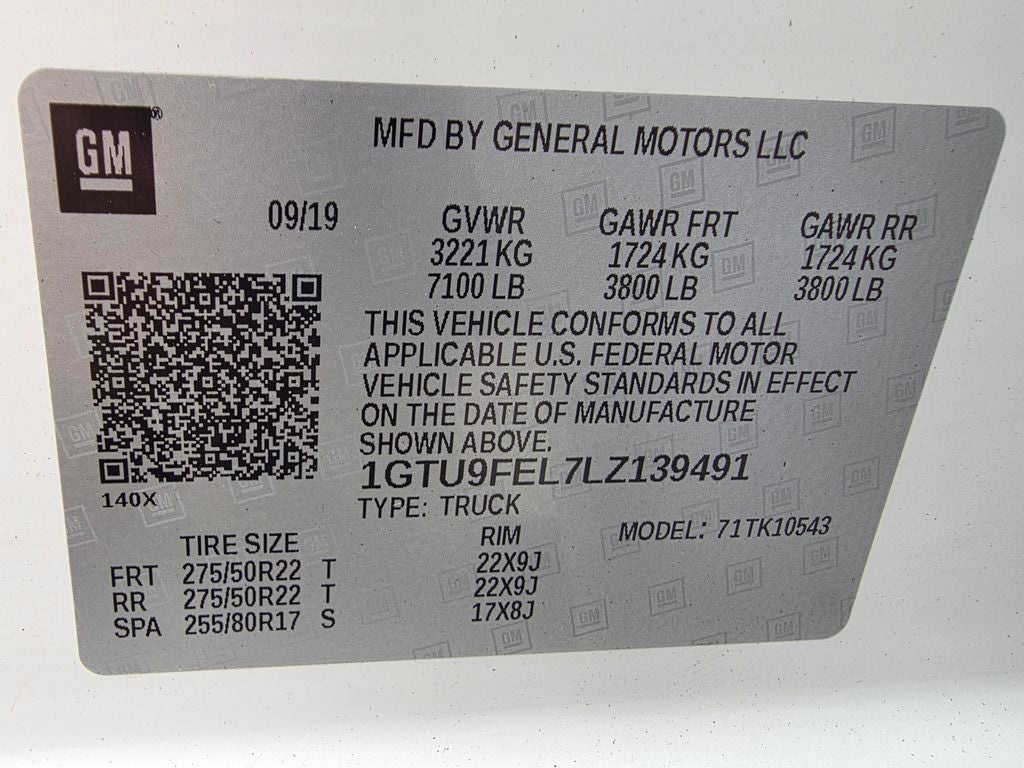 GM®
MFD BY GENERAL MOTORS LLC
09/19 GVWR GAWR FRT GAWR RR
3221 KG 1724 KG 1724 KG
7100 LB 3800 LB 3800 LB
THIS VEHICLE CONFORMS TO ALL
APPLICABLE U.S. FEDERAL MOTOR
VEHICLE SAFETY STANDARDS IN EFFECT
ON THE DATE OF MANUFACTURE
SHOWN ABOVE.
1GTU9FEL7LZ139491
140X
TYPE: TRUCK
MODEL: 71TK10543
TIRE SIZE RIM
FRT 275/50R22 T 22X9J
RR 275/50R22 T 22X9J
SPA 255/80R17 S 17X8J